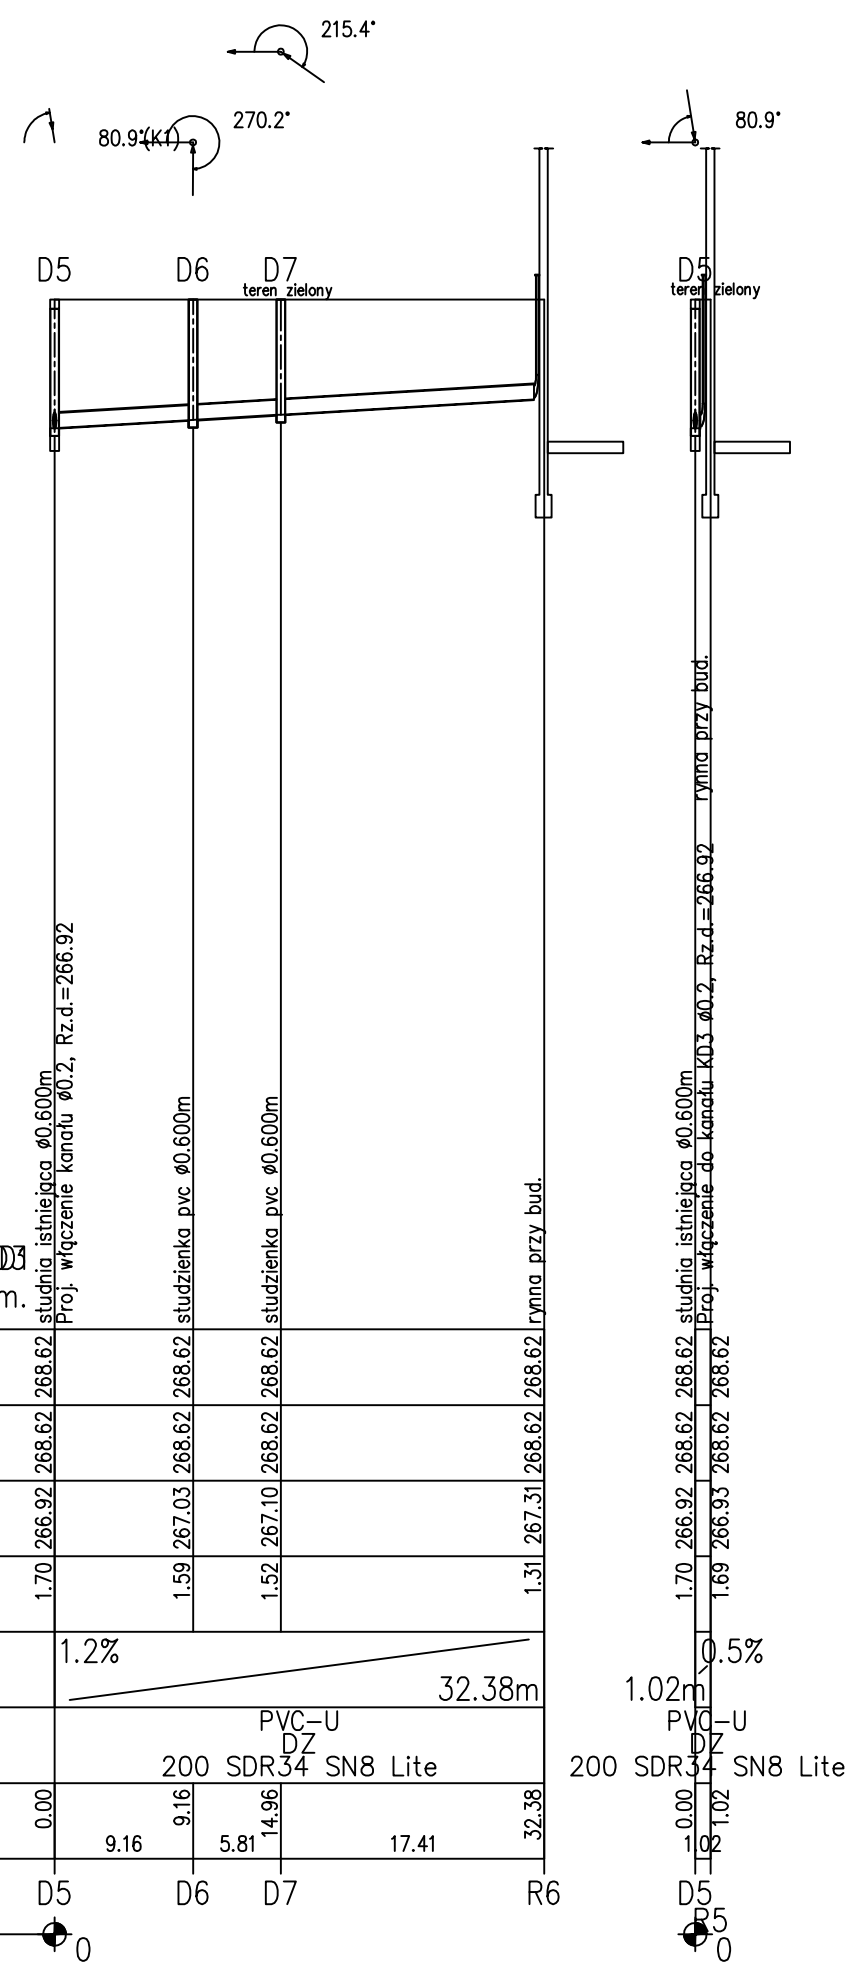 215.4°
80.9°(K1)
270.2°
80.9°
D5
D6
D7
D5
teren zielony
teren zielony
studnia istniejąca ø0.600m
Proj. włączenie kanału ø0.2, Rz.d.=266.92
studzienka pvc ø0.600m
studzienka pvc ø0.600m
rynna przy bud.
studnia istniejąca ø0.600m
Proj. włączenie do kanału KD3 ø0.2, Rz.d.=266.92
rynna przy bud.
m.
268.62 268.62 268.62 268.62 268.62 268.62
268.62 268.62 268.62 268.62 268.62 268.62
266.92 267.03 267.10 267.31 266.92 266.93
1.70 1.59 1.52 1.31 1.70 1.69
1.2%
32.38m
0.5%
1.02m
PVC-U
DZ
200 SDR34 SN8 Lite
PVC-U
DZ
200 SDR34 SN8 Lite
0.00 9.16 14.96 32.38 0.00 1.02
9.16 5.81 17.41 1.02
D5 D6 D7 R6 D5
R5
0
0